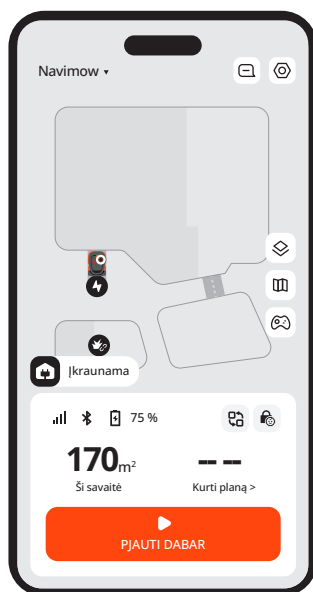 Navimow
Įkraunama
75 %
170m²
-- --
Ši savaitė
Kurti planą >
PJAUTI DABAR